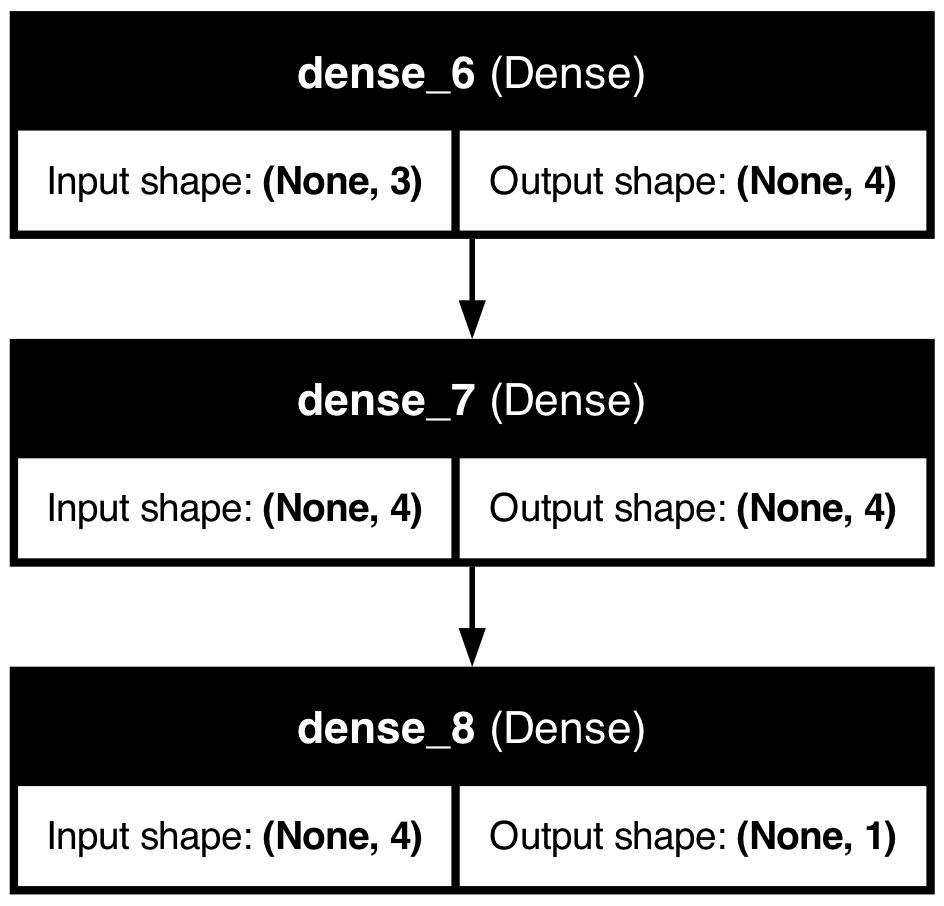 dense_6 (Dense)
Input shape: (None, 3) Output shape: (None, 4)
dense_7 (Dense)
Input shape: (None, 4) Output shape: (None, 4)
dense_8 (Dense)
Input shape: (None, 4) Output shape: (None, 1)